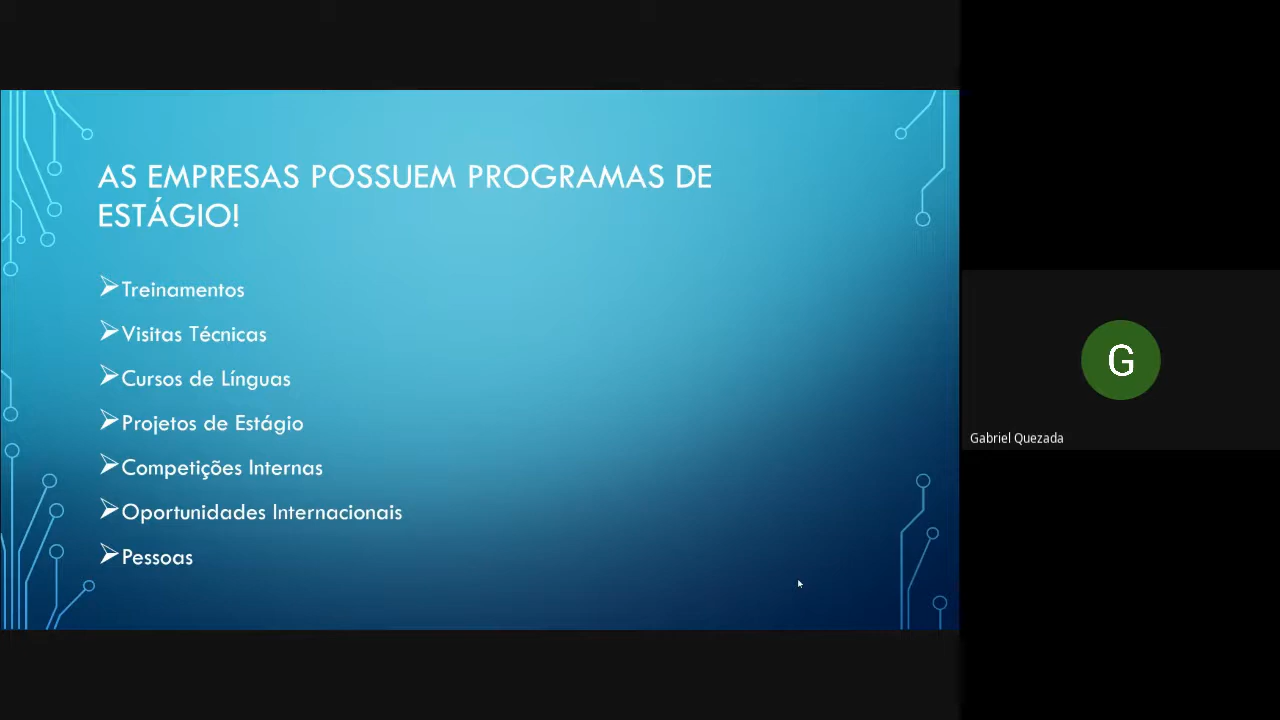 AS EMPRESAS POSSUEM PROGRAMAS DE
ESTÁGIO!
Treinamentos
Visitas Técnicas
Cursos de Línguas
Projetos de Estágio
Competições Internas
Oportunidades Internacionais
Pessoas
G
Gabriel Quezada